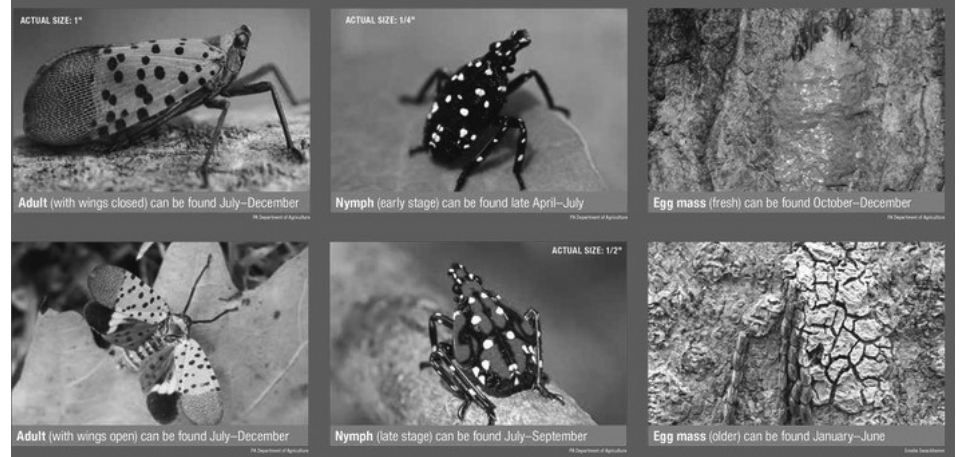 ACTUAL SIZE: 1"
Adult (with wings closed) can be found July–December
PA Department of Agriculture
ACTUAL SIZE: 1/4"
Nymph (early stage) can be found late April–July
PA Department of Agriculture
Egg mass (fresh) can be found October–December
PA Department of Agriculture
Adult (with wings open) can be found July–December
PA Department of Agriculture
ACTUAL SIZE: 1/2"
Nymph (late stage) can be found July–September
PA Department of Agriculture
Egg mass (older) can be found January–June